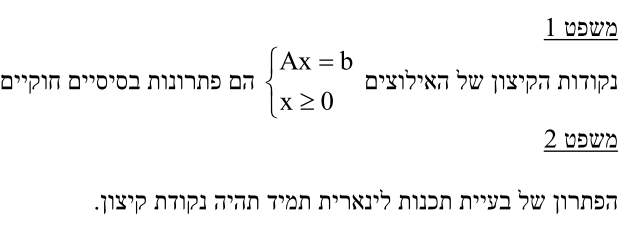 משפט 1
נקודות הקיצון של האילוצים { Ax = b x ≥ 0 הם פתרונות בסיסיים חוקיים
משפט 2
הפתרון של בעיית תכנות לינארית תמיד תהיה נקודת קיצון.